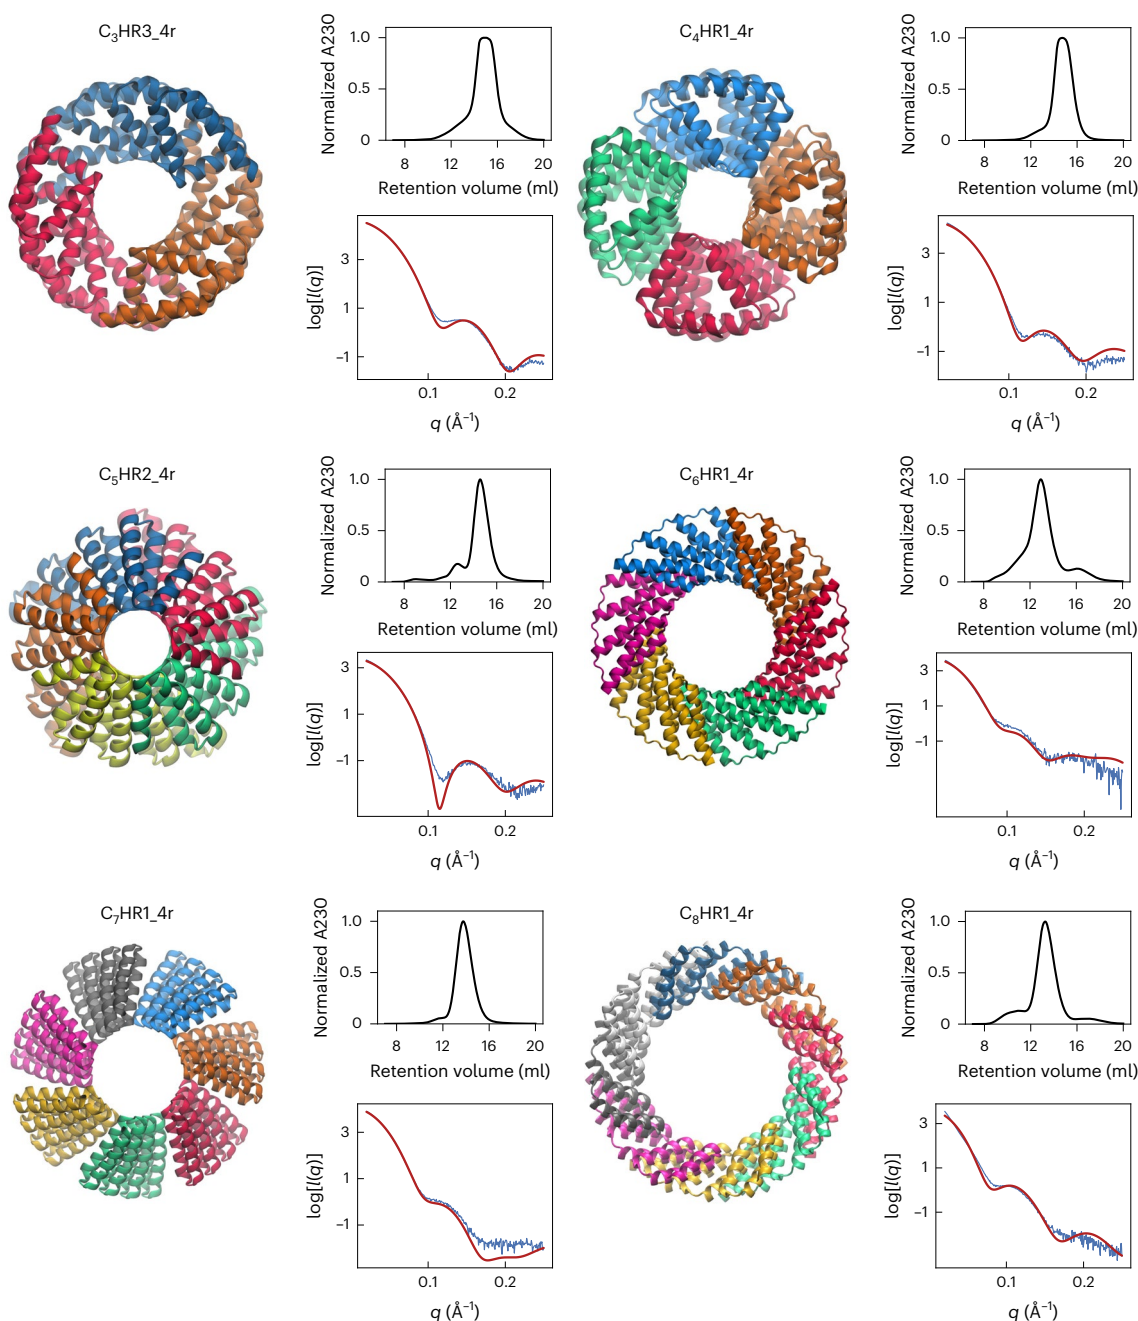 C₃HR3_4r
Normalized A230
1.0
0.5
0
8 12 16 20
Retention volume (ml)
log[I(q)]
3
1
–1
0.1 0.2
q (Å⁻¹)
C₄HR1_4r
Normalized A230
1.0
0.5
0
8 12 16 20
Retention volume (ml)
log[I(q)]
3
1
–1
0.1 0.2
q (Å⁻¹)
C₅HR2_4r
Normalized A230
1.0
0.5
0
8 12 16 20
Retention volume (ml)
log[I(q)]
3
1
–1
0.1 0.2
q (Å⁻¹)
C₆HR1_4r
Normalized A230
1.0
0.5
0
8 12 16 20
Retention volume (ml)
log[I(q)]
3
1
–1
0.1 0.2
q (Å⁻¹)
C₇HR1_4r
Normalized A230
1.0
0.5
0
8 12 16 20
Retention volume (ml)
log[I(q)]
3
1
–1
0.1 0.2
q (Å⁻¹)
C₈HR1_4r
Normalized A230
1.0
0.5
0
8 12 16 20
Retention volume (ml)
log[I(q)]
3
1
–1
0.1 0.2
q (Å⁻¹)